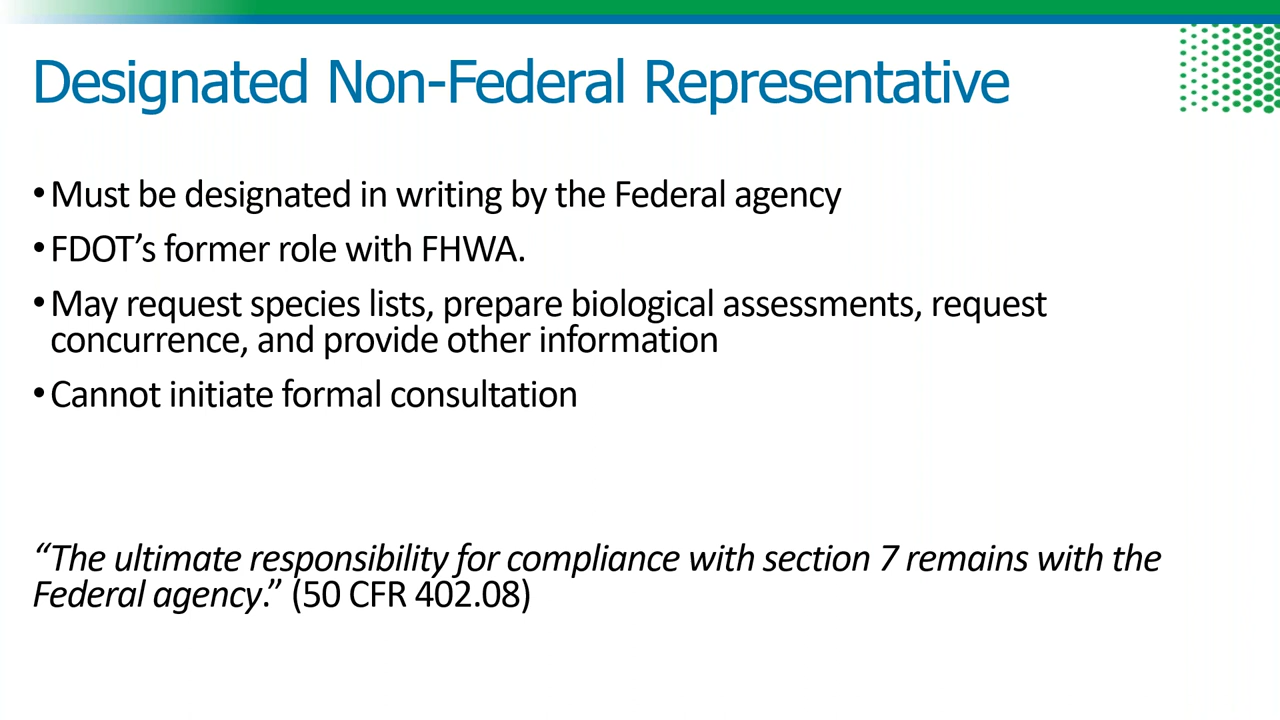 Designated Non-Federal Representative
•Must be designated in writing by the Federal agency
•FDOT’s former role with FHWA.
•May request species lists, prepare biological assessments, request
concurrence, and provide other information
•Cannot initiate formal consultation
“The ultimate responsibility for compliance with section 7 remains with the
Federal agency.” (50 CFR 402.08)